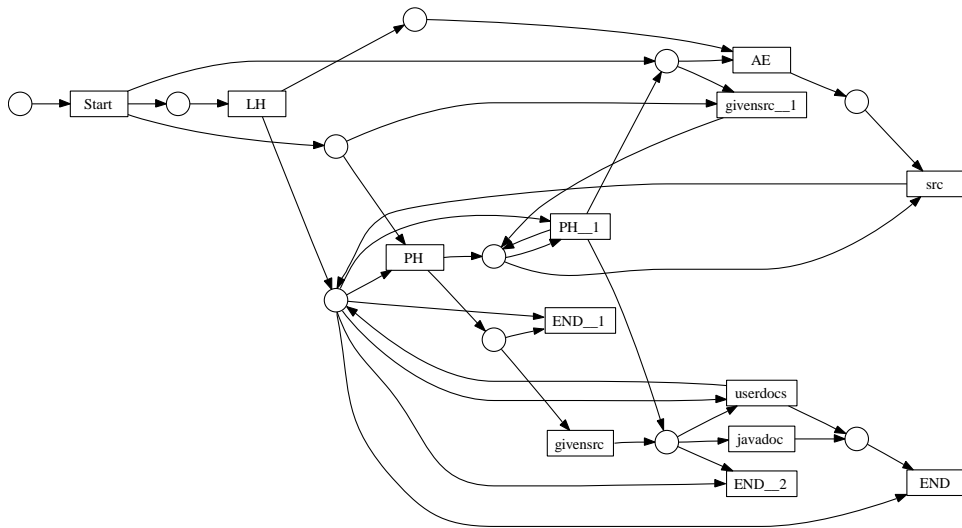 AE
Start
LH
givensrc__1
src
PH__1
PH
END__1
userdocs
javadoc
givensrc
END__2
END